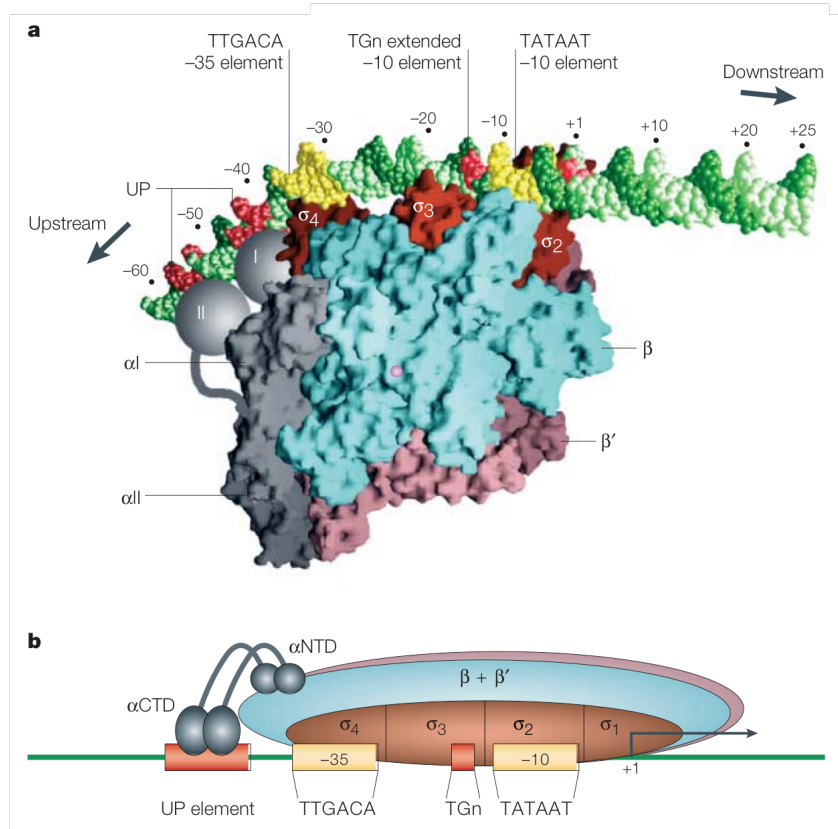 a
TTGACA
–35 element
TGn extended
–10 element
TATAAT
–10 element
Downstream
–60
–50
–40
–30
–20
–10
+1
+10
+20
+25
UP
Upstream
σ4
σ3
σ2
I
II
αI
β
β′
αII
b
αNTD
αCTD
β + β′
σ4
σ3
σ2
σ1
–35
–10
+1
UP element
TTGACA
TGn
TATAAT